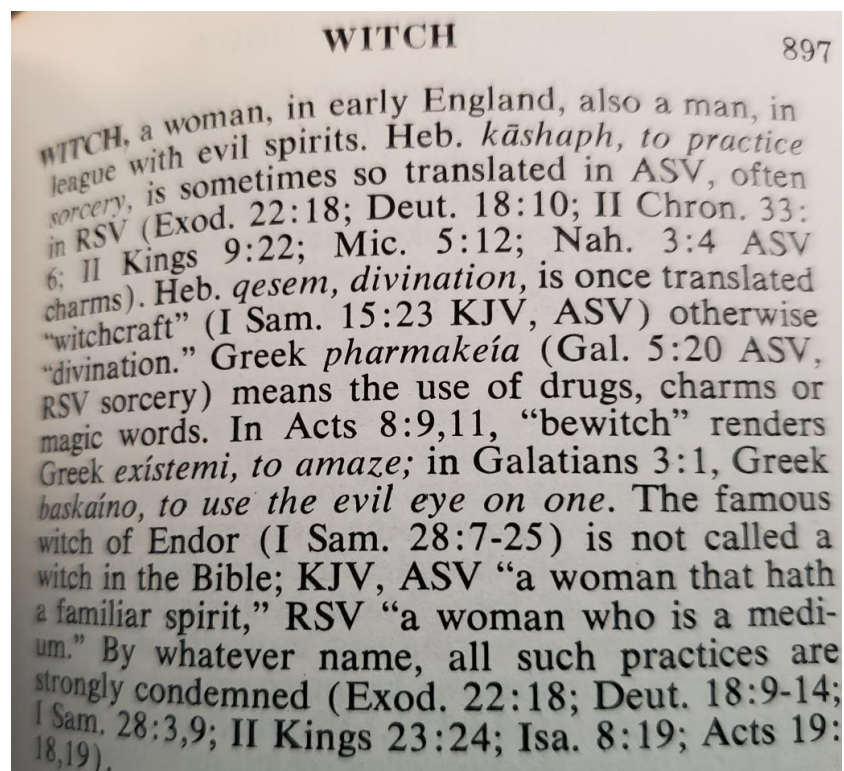 WITCH
897
WITCH, a woman, in early England, also a man, in
league with evil spirits. Heb. kāshaph, to practice
sorcery, is sometimes so translated in ASV, often
in RSV (Exod. 22:18; Deut. 18:10; II Chron. 33:
6; II Kings 9:22; Mic. 5:12; Nah. 3:4 ASV
charms). Heb. qesem, divination, is once translated
“witchcraft” (I Sam. 15:23 KJV, ASV) otherwise
“divination.” Greek pharmakeía (Gal. 5:20 ASV,
RSV sorcery) means the use of drugs, charms or
magic words. In Acts 8:9,11, “bewitch” renders
Greek exístemi, to amaze; in Galatians 3:1, Greek
baskaíno, to use the evil eye on one. The famous
witch of Endor (I Sam. 28:7-25) is not called a
witch in the Bible; KJV, ASV “a woman that hath
a familiar spirit,” RSV “a woman who is a medi-
um.” By whatever name, all such practices are
strongly condemned (Exod. 22:18; Deut. 18:9-14;
I Sam. 28:3,9; II Kings 23:24; Isa. 8:19; Acts 19:
18,19).